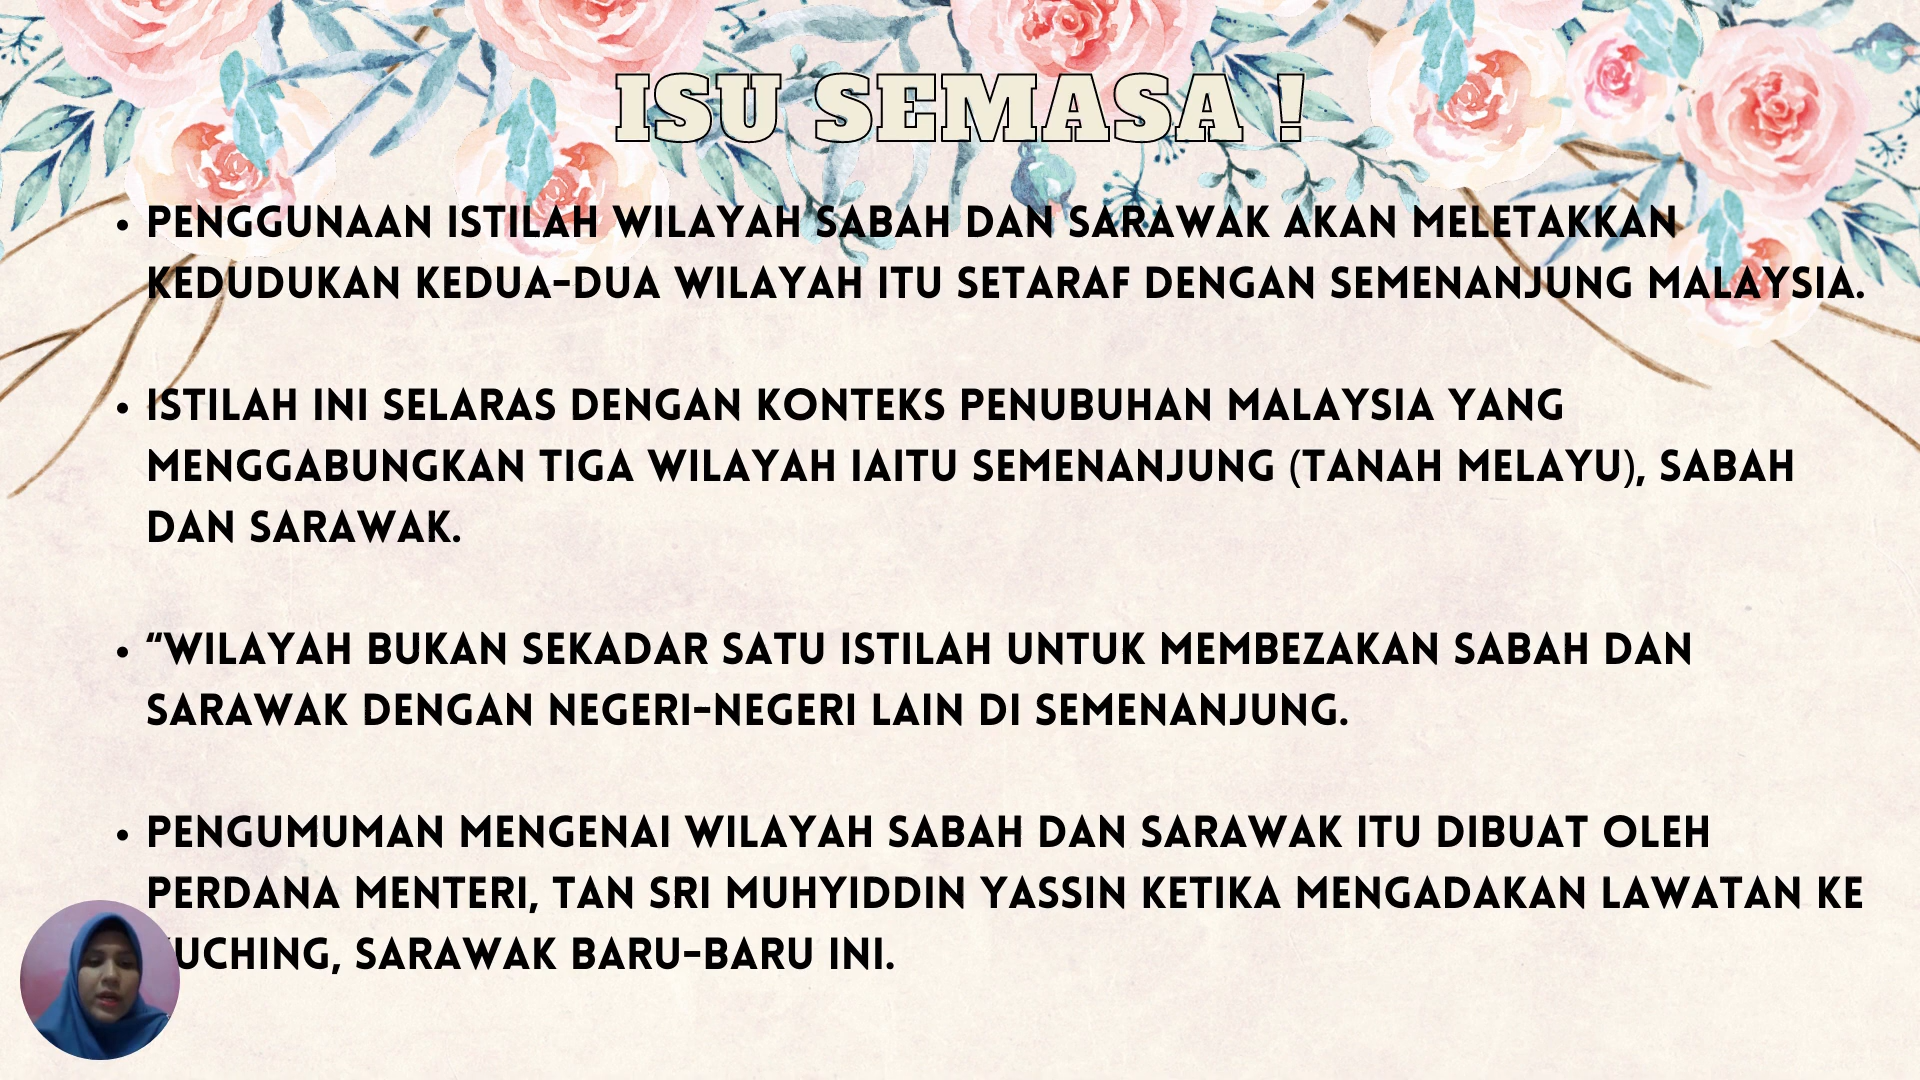 ISU SEMASA !
• PENGGUNAAN ISTILAH WILAYAH SABAH DAN SARAWAK AKAN MELETAKKAN
KEDUDUKAN KEDUA-DUA WILAYAH ITU SETARAF DENGAN SEMENANJUNG MALAYSIA.
• ISTILAH INI SELARAS DENGAN KONTEKS PENUBUHAN MALAYSIA YANG
MENGGABUNGKAN TIGA WILAYAH IAITU SEMENANJUNG (TANAH MELAYU), SABAH
DAN SARAWAK.
• “WILAYAH BUKAN SEKADAR SATU ISTILAH UNTUK MEMBEZAKAN SABAH DAN
SARAWAK DENGAN NEGERI-NEGERI LAIN DI SEMENANJUNG.
• PENGUMUMAN MENGENAI WILAYAH SABAH DAN SARAWAK ITU DIBUAT OLEH
PERDANA MENTERI, TAN SRI MUHYIDDIN YASSIN KETIKA MENGADAKAN LAWATAN KE
KUCHING, SARAWAK BARU-BARU INI.